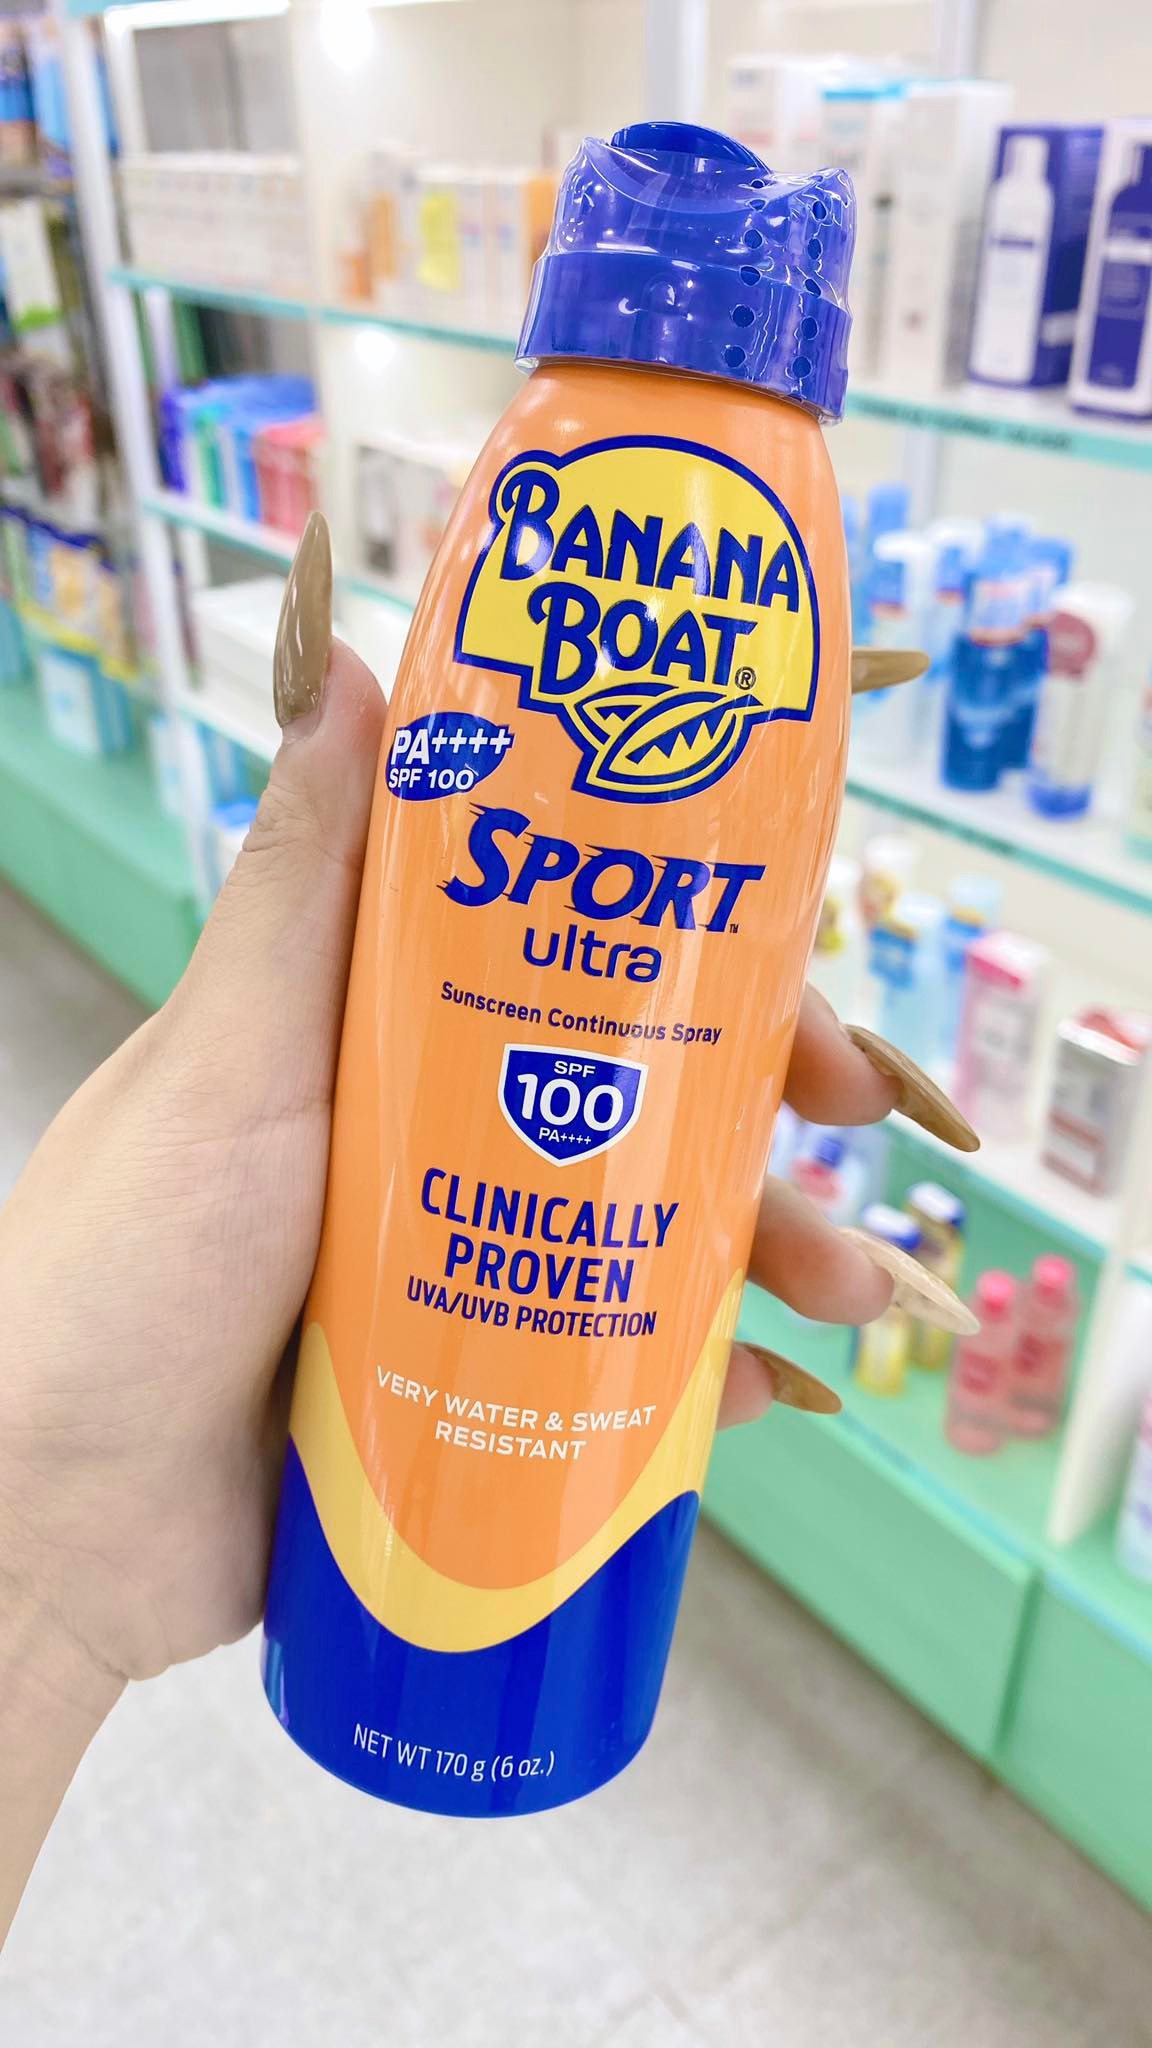 BANANA
BOAT®
PA++++
SPF 100
SPORT™
ultra
Sunscreen Continuous Spray
SPF
100
PA++++
CLINICALLY
PROVEN
UVA/UVB PROTECTION
VERY WATER & SWEAT
RESISTANT
NET WT 170 g (6 oz.)